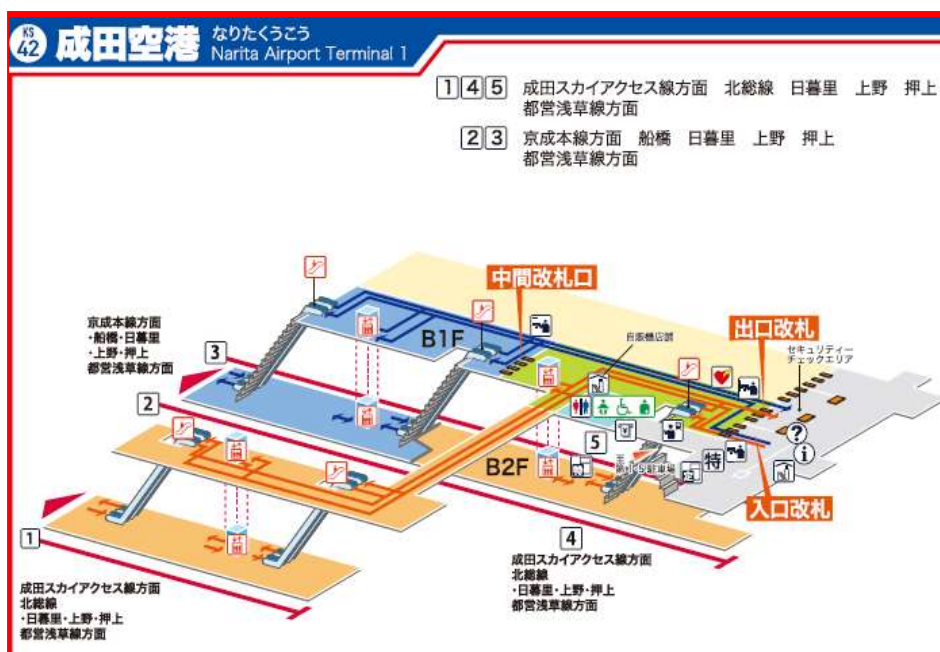 KS
42
成田空港
なりたくうこう
Narita Airport Terminal 1
1 4 5 成田スカイアクセス線方面 北総線 日暮里 上野 押上
都営浅草線方面
2 3 京成本線方面 船橋 日暮里 上野 押上
都営浅草線方面
中間改札口
出口改札
自販機店舗
セキュリティー
チェックエリア
B1F
京成本線方面
・船橋・日暮里
・上野・押上
都営浅草線方面
3
2
5
B2F
特
?
i
入口改札
1
4
成田スカイアクセス線方面
北総線
・日暮里・上野・押上
都営浅草線方面
成田スカイアクセス線方面
北総線
・日暮里・上野・押上
都営浅草線方面